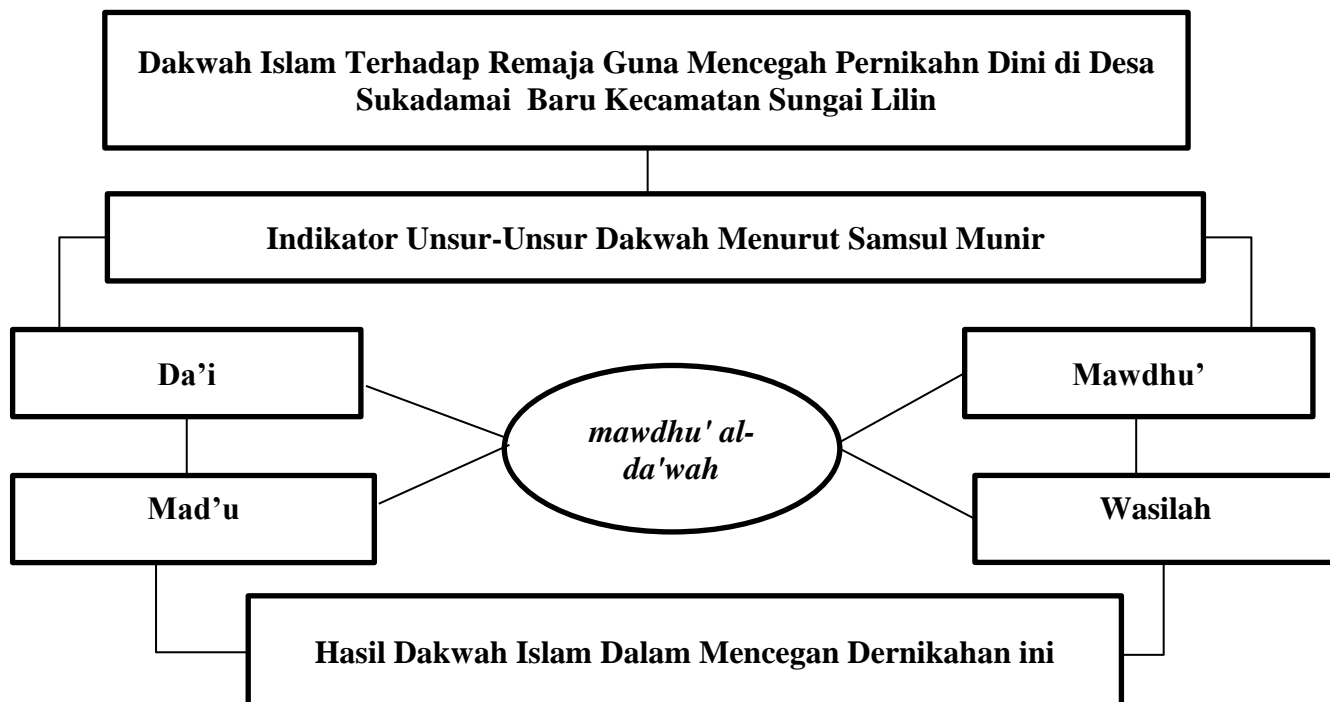 Dakwah Islam Terhadap Remaja Guna Mencegah Pernikahn Dini di Desa
Sukadamai Baru Kecamatan Sungai Lilin
Indikator Unsur-Unsur Dakwah Menurut Samsul Munir
Da’i
Mawdhu’
mawdhu' al-
da'wah
Mad’u
Wasilah
Hasil Dakwah Islam Dalam Mencegan Dernikahan ini